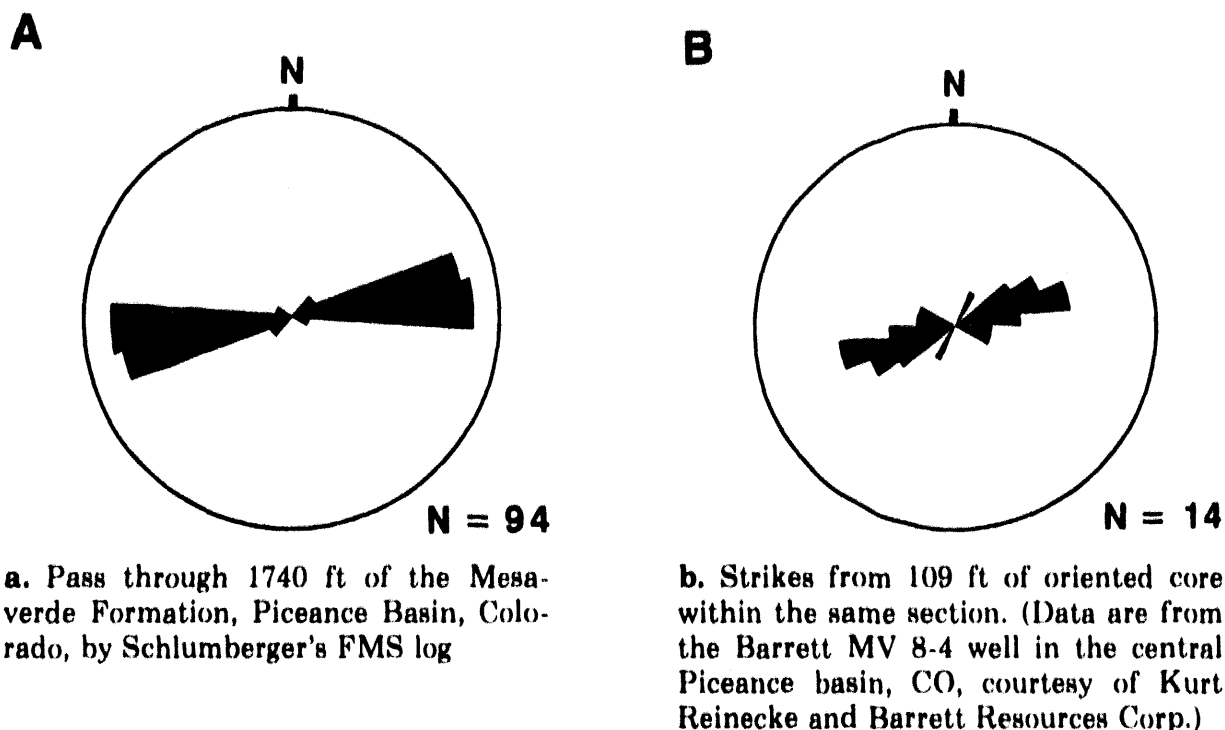 A
N
N = 94
a. Pass through 1740 ft of the Mesa-
verde Formation, Piceance Basin, Colo-
rado, by Schlumberger's FMS log
B
N
N = 14
b. Strikes from 109 ft of oriented core
within the same section. (Data are from
the Barrett MV 8-4 well in the central
Piceance basin, CO, courtesy of Kurt
Reinecke and Barrett Resources Corp.)